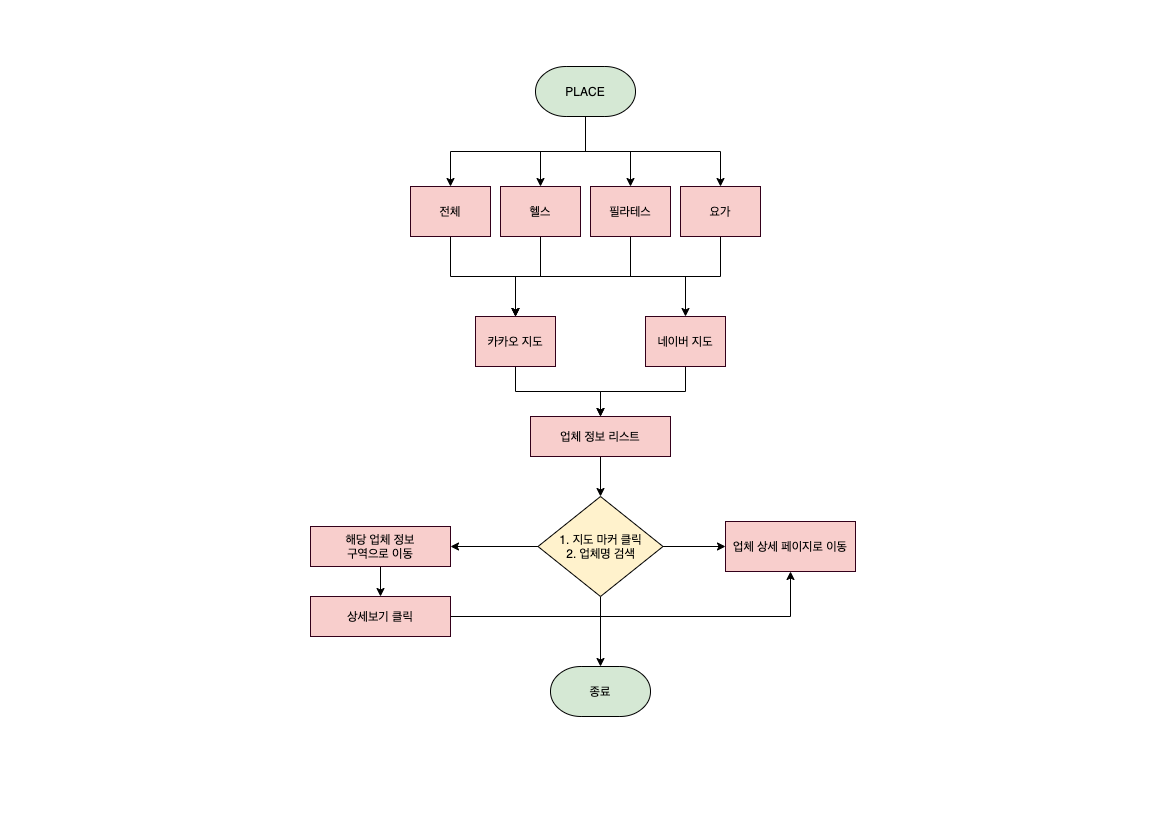 PLACE
전체
헬스
필라테스
요가
카카오 지도
네이버 지도
업체 정보 리스트
해당 업체 정보
구역으로 이동
1. 지도 마커 클릭
2. 업체명 검색
업체 상세 페이지로 이동
상세보기 클릭
종료